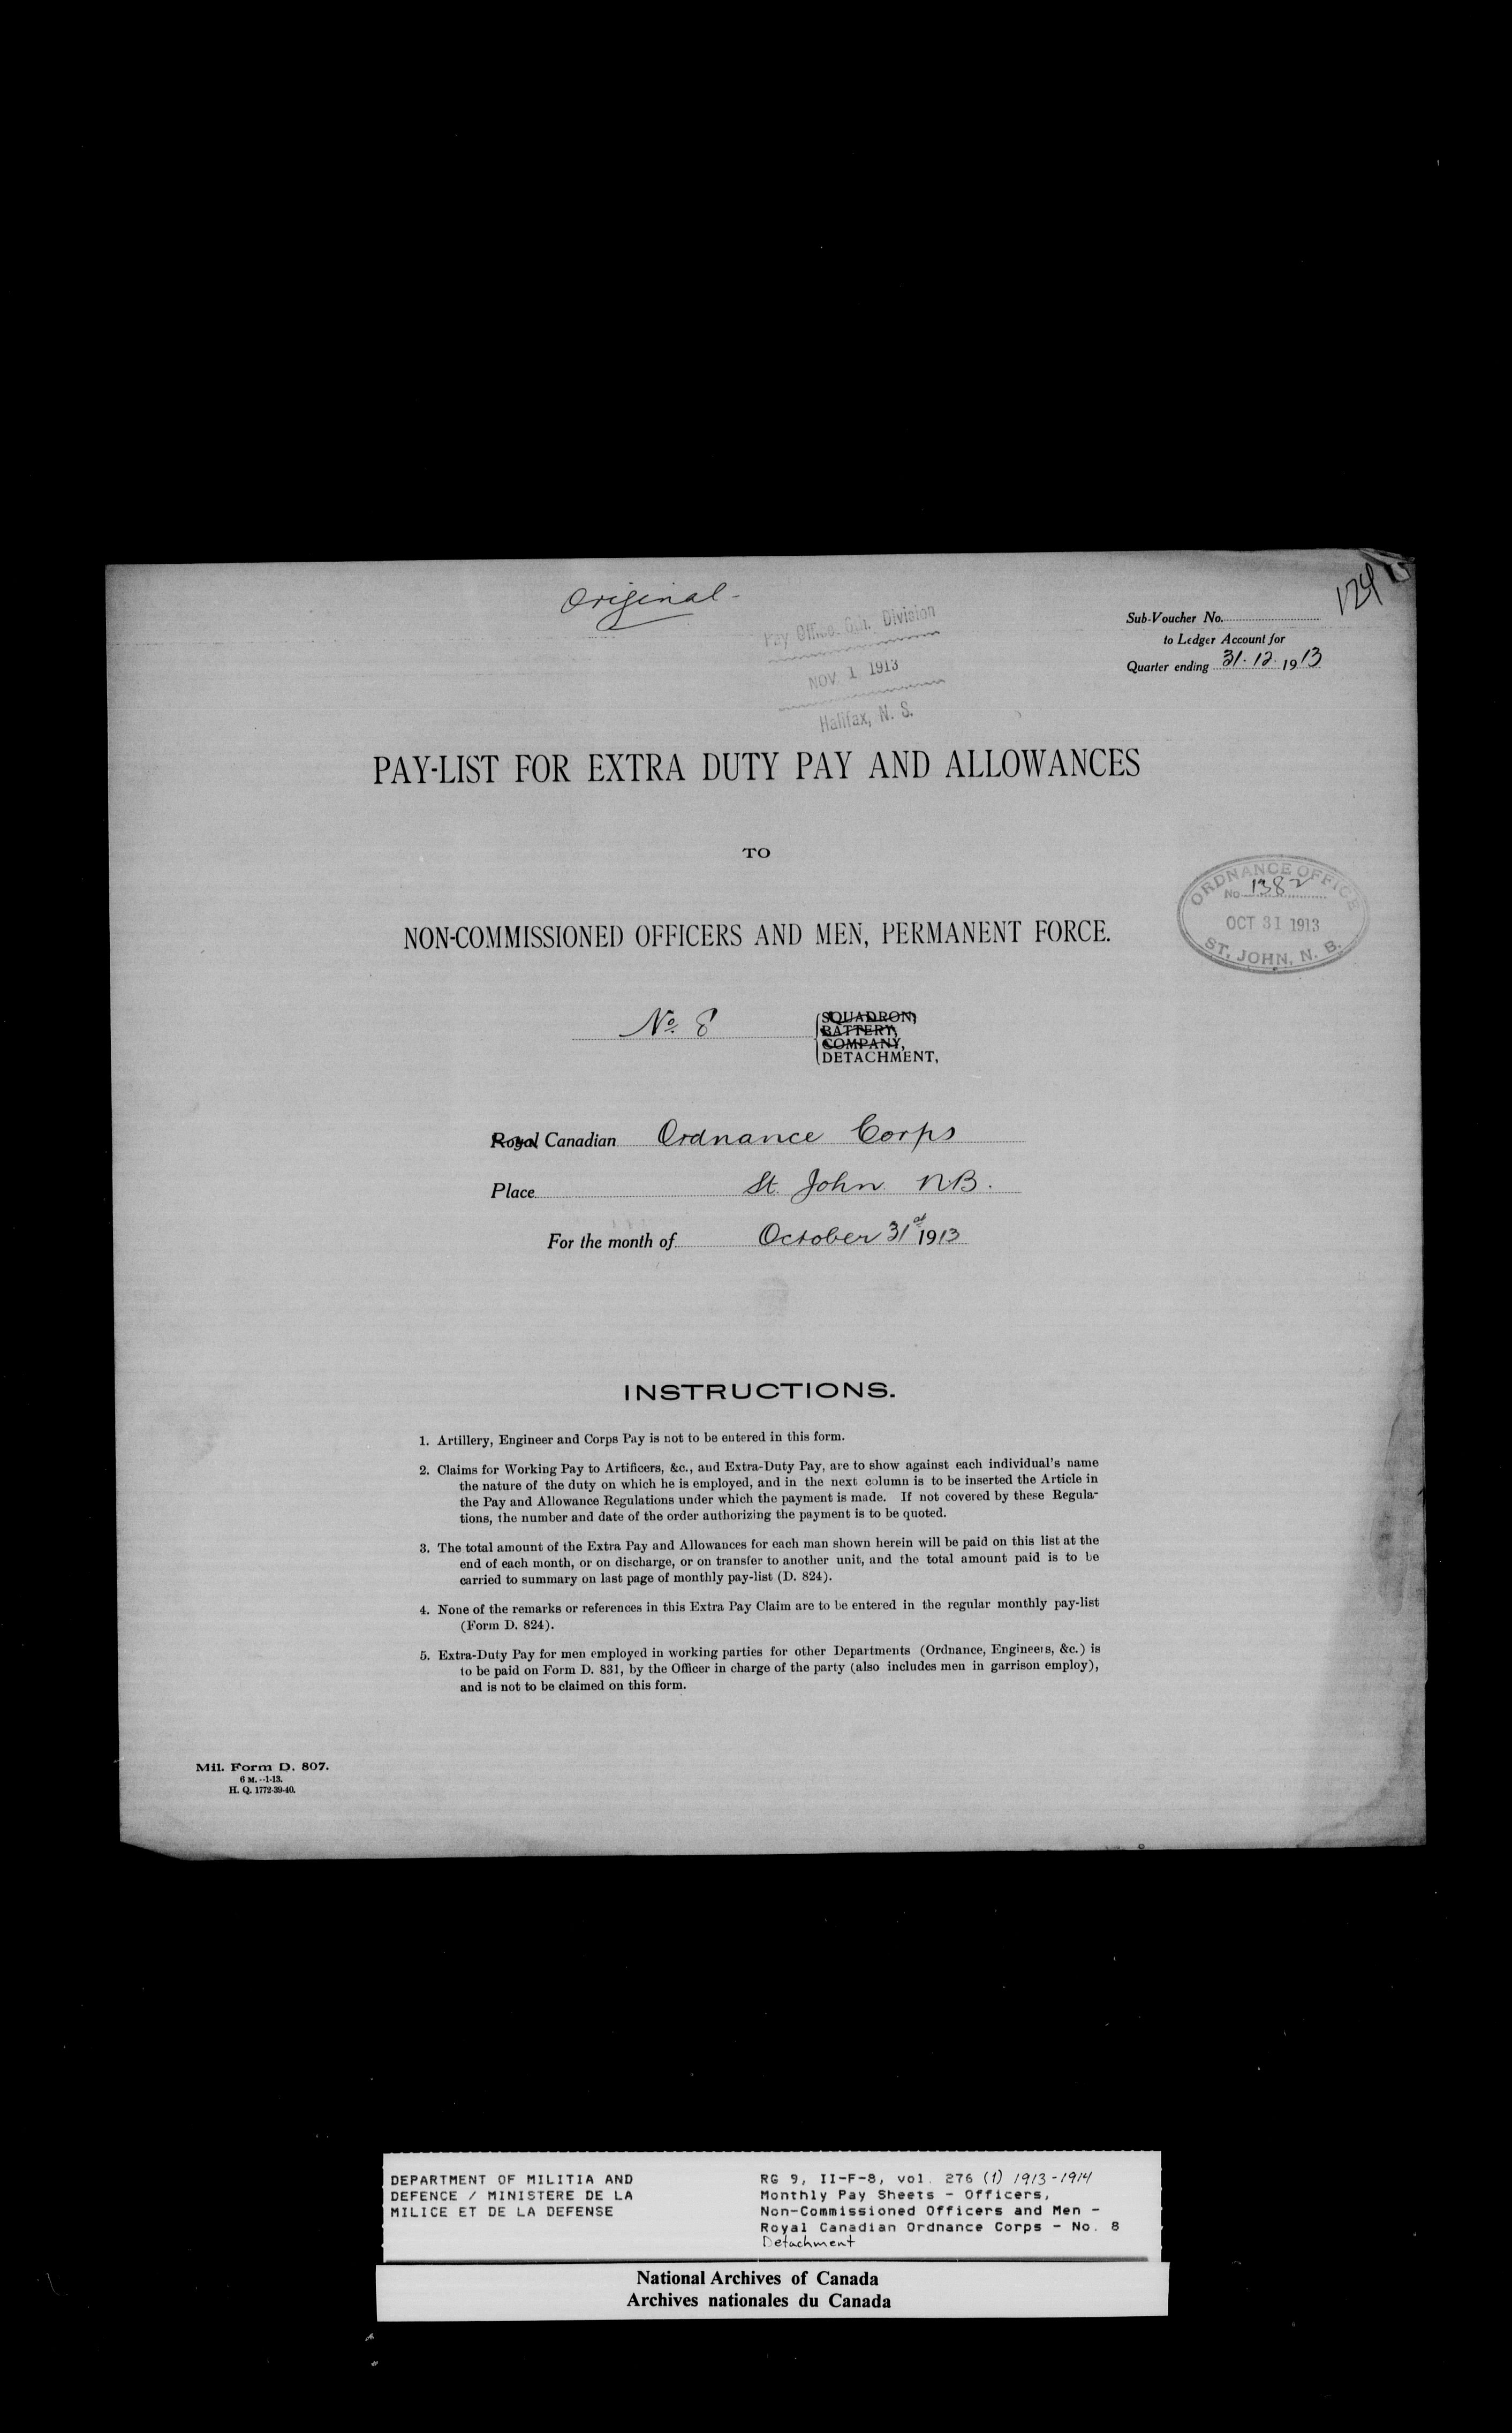 Original-
124
Pay Office. Div. Division
NOV 1 1913
Halifax, N. S.
Sub-Voucher No.
to Ledger Account for
Quarter ending 31. 12. 1913
PAY-LIST FOR EXTRA DUTY PAY AND ALLOWANCES
TO
NON-COMMISSIONED OFFICERS AND MEN, PERMANENT FORCE.
ORDNANCE OFFICE
No 1382
OCT 31 1913
ST. JOHN, N. B.
No. 8
SQUADRON,
BATTERY,
COMPANY,
DETACHMENT,
Royal Canadian Ordnance Corps
Place St. John N.B.
For the month of October 31st 1913
INSTRUCTIONS.
1. Artillery, Engineer and Corps Pay is not to be entered in this form.
2. Claims for Working Pay to Artificers, &c., and Extra-Duty Pay, are to show against each individual's name
the nature of the duty on which he is employed, and in the next column is to be inserted the Article in
the Pay and Allowance Regulations under which the payment is made. If not covered by these Regula-
tions, the number and date of the order authorizing the payment is to be quoted.
3. The total amount of the Extra Pay and Allowances for each man shown herein will be paid on this list at the
end of each month, or on discharge, or on transfer to another unit, and the total amount paid is to be
carried to summary on last page of monthly pay-list (D. 824).
4. None of the remarks or references in this Extra Pay Claim are to be entered in the regular monthly pay-list
(Form D. 824).
5. Extra-Duty Pay for men employed in working parties for other Departments (Ordnance, Engineers, &c.) is
to be paid on Form D. 831, by the Officer in charge of the party (also includes men in garrison employ),
and is not to be claimed on this form.
Mil. Form D. 807.
6 M.--1-13.
H. Q. 1772-39-40.
DEPARTMENT OF MILITIA AND
DEFENCE / MINISTERE DE LA
MILICE ET DE LA DEFENSE
RG 9, II-F-8, vol. 276 (1) 1913-1914
Monthly Pay Sheets - Officers,
Non-Commissioned Officers and Men -
Royal Canadian Ordnance Corps - No. 8
Detachment
National Archives of Canada
Archives nationales du Canada